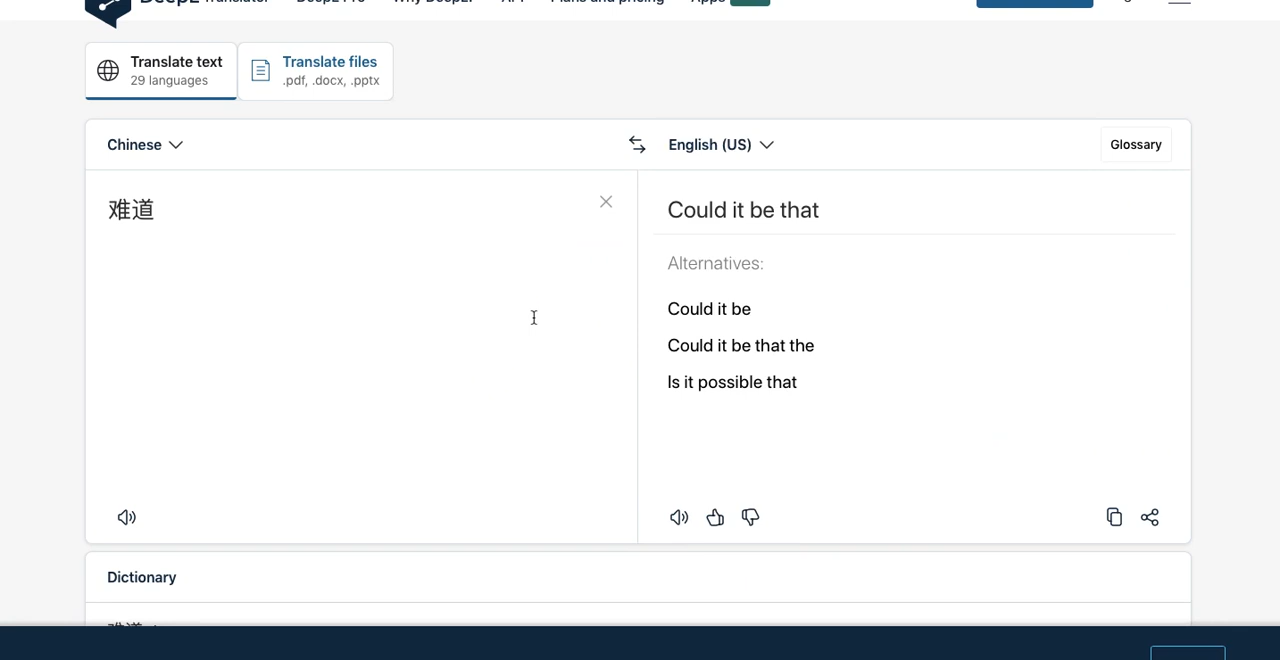 Translate text
29 languages
Translate files
.pdf, .docx, .pptx
Chinese
English (US)
Glossary
难道
Could it be that
Alternatives:
Could it be
Could it be that the
Is it possible that
Dictionary